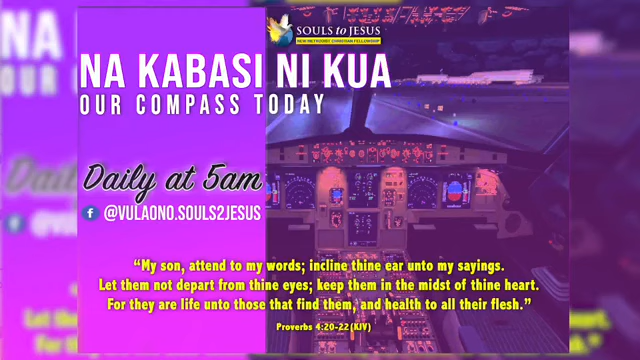 SOULS to JESUS
NEW METHODIST CHRISTIAN FELLOWSHIP
NA KABASI NI KUA
OUR COMPASS TODAY
Daily at 5am
@VULAONO.SOULS2JESUS
“My son, attend to my words; incline thine ear unto my sayings.
Let them not depart from thine eyes; keep them in the midst of thine heart.
For they are life unto those that find them, and health to all their flesh.”
Proverbs 4:20-22 (KJV)